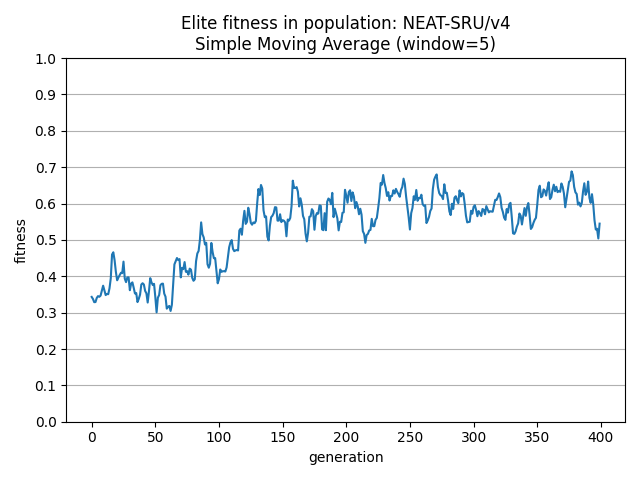 Elite fitness in population: NEAT-SRU/v4
Simple Moving Average (window=5)
1.0
0.9
0.8
0.7
0.6
0.5
0.4
0.3
0.2
0.1
0.0
fitness
0 50 100 150 200 250 300 350 400
generation